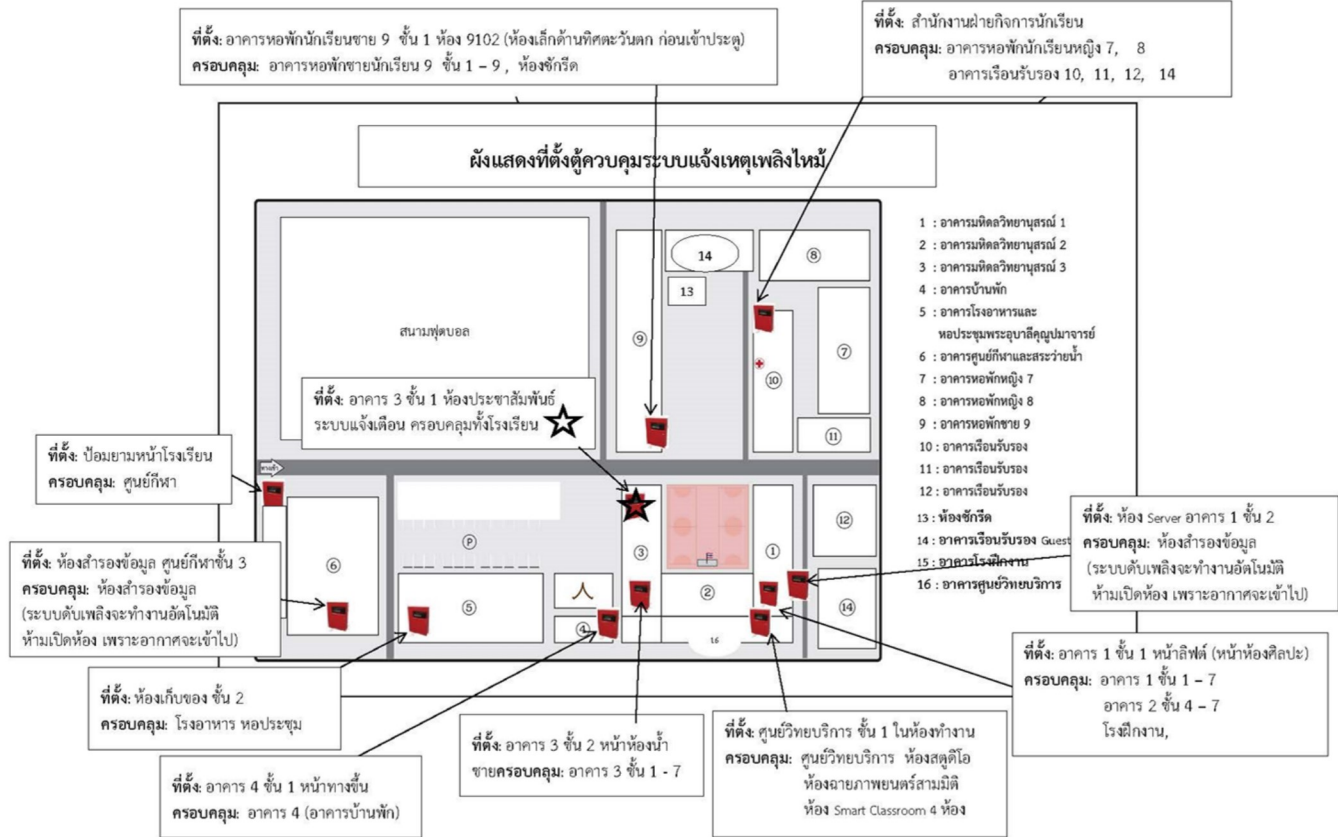 ที่ตั้ง: อาคารหอพักนักเรียนชาย 9 ชั้น 1 ห้อง 9102 (ห้องเล็กด้านทิศตะวันตก ก่อนเข้าประตู)
ครอบคลุม: อาคารหอพักชายนักเรียน 9 ชั้น 1 – 9 , ห้องซักรีด
ที่ตั้ง: สำนักงานฝ่ายกิจการนักเรียน
ครอบคลุม: อาคารหอพักนักเรียนหญิง 7, 8
อาคารเรือนรับรอง 10, 11, 12, 14
ผังแสดงที่ตั้งตู้ควบคุมระบบแจ้งเหตุเพลิงไหม้
สนามฟุตบอล
14
13
⑧
⑨
⑦
⑩
⑪
1 : อาคารมหิดลวิทยานุสรณ์ 1
2 : อาคารมหิดลวิทยานุสรณ์ 2
3 : อาคารมหิดลวิทยานุสรณ์ 3
4 : อาคารบ้านพัก
5 : อาคารโรงอาหารและ
หอประชุมพระอุบาลีคุณูปมาจารย์
6 : อาคารศูนย์กีฬาและสระว่ายน้ำ
7 : อาคารหอพักหญิง 7
8 : อาคารหอพักหญิง 8
9 : อาคารหอพักชาย 9
10 : อาคารเรือนรับรอง
11 : อาคารเรือนรับรอง
12 : อาคารเรือนรับรอง
13 : ห้องซักรีด
14 : อาคารเรือนรับรอง Guest
15 : อาคารโรงฝึกงาน
16 : อาคารศูนย์วิทยบริการ
ที่ตั้ง: อาคาร 3 ชั้น 1 ห้องประชาสัมพันธ์
ระบบแจ้งเตือน ครอบคลุมทั้งโรงเรียน
ที่ตั้ง: ป้อมยามหน้าโรงเรียน
ครอบคลุม: ศูนย์กีฬา
ทางเข้า
Ⓟ
⑥
⑤
④
③
②
①
⑫
⑭
16
ที่ตั้ง: ห้องสำรองข้อมูล ศูนย์กีฬาชั้น 3
ครอบคลุม: ห้องสำรองข้อมูล
(ระบบดับเพลิงจะทำงานอัตโนมัติ
ห้ามเปิดห้อง เพราะอากาศจะเข้าไป)
ที่ตั้ง: ห้อง Server อาคาร 1 ชั้น 2
ครอบคลุม: ห้องสำรองข้อมูล
(ระบบดับเพลิงจะทำงานอัตโนมัติ
ห้ามเปิดห้อง เพราะอากาศจะเข้าไป)
ที่ตั้ง: อาคาร 1 ชั้น 1 หน้าลิฟต์ (หน้าห้องศิลปะ)
ครอบคลุม: อาคาร 1 ชั้น 1 – 7
อาคาร 2 ชั้น 4 – 7
โรงฝึกงาน,
ที่ตั้ง: ห้องเก็บของ ชั้น 2
ครอบคลุม: โรงอาหาร หอประชุม
ที่ตั้ง: อาคาร 4 ชั้น 1 หน้าทางขึ้น
ครอบคลุม: อาคาร 4 (อาคารบ้านพัก)
ที่ตั้ง: อาคาร 3 ชั้น 2 หน้าห้องน้ำ
ชายครอบคลุม: อาคาร 3 ชั้น 1 - 7
ที่ตั้ง: ศูนย์วิทยบริการ ชั้น 1 ในห้องทำงาน
ครอบคลุม: ศูนย์วิทยบริการ ห้องสตูดิโอ
ห้องฉายภาพยนตร์สามมิติ
ห้อง Smart Classroom 4 ห้อง